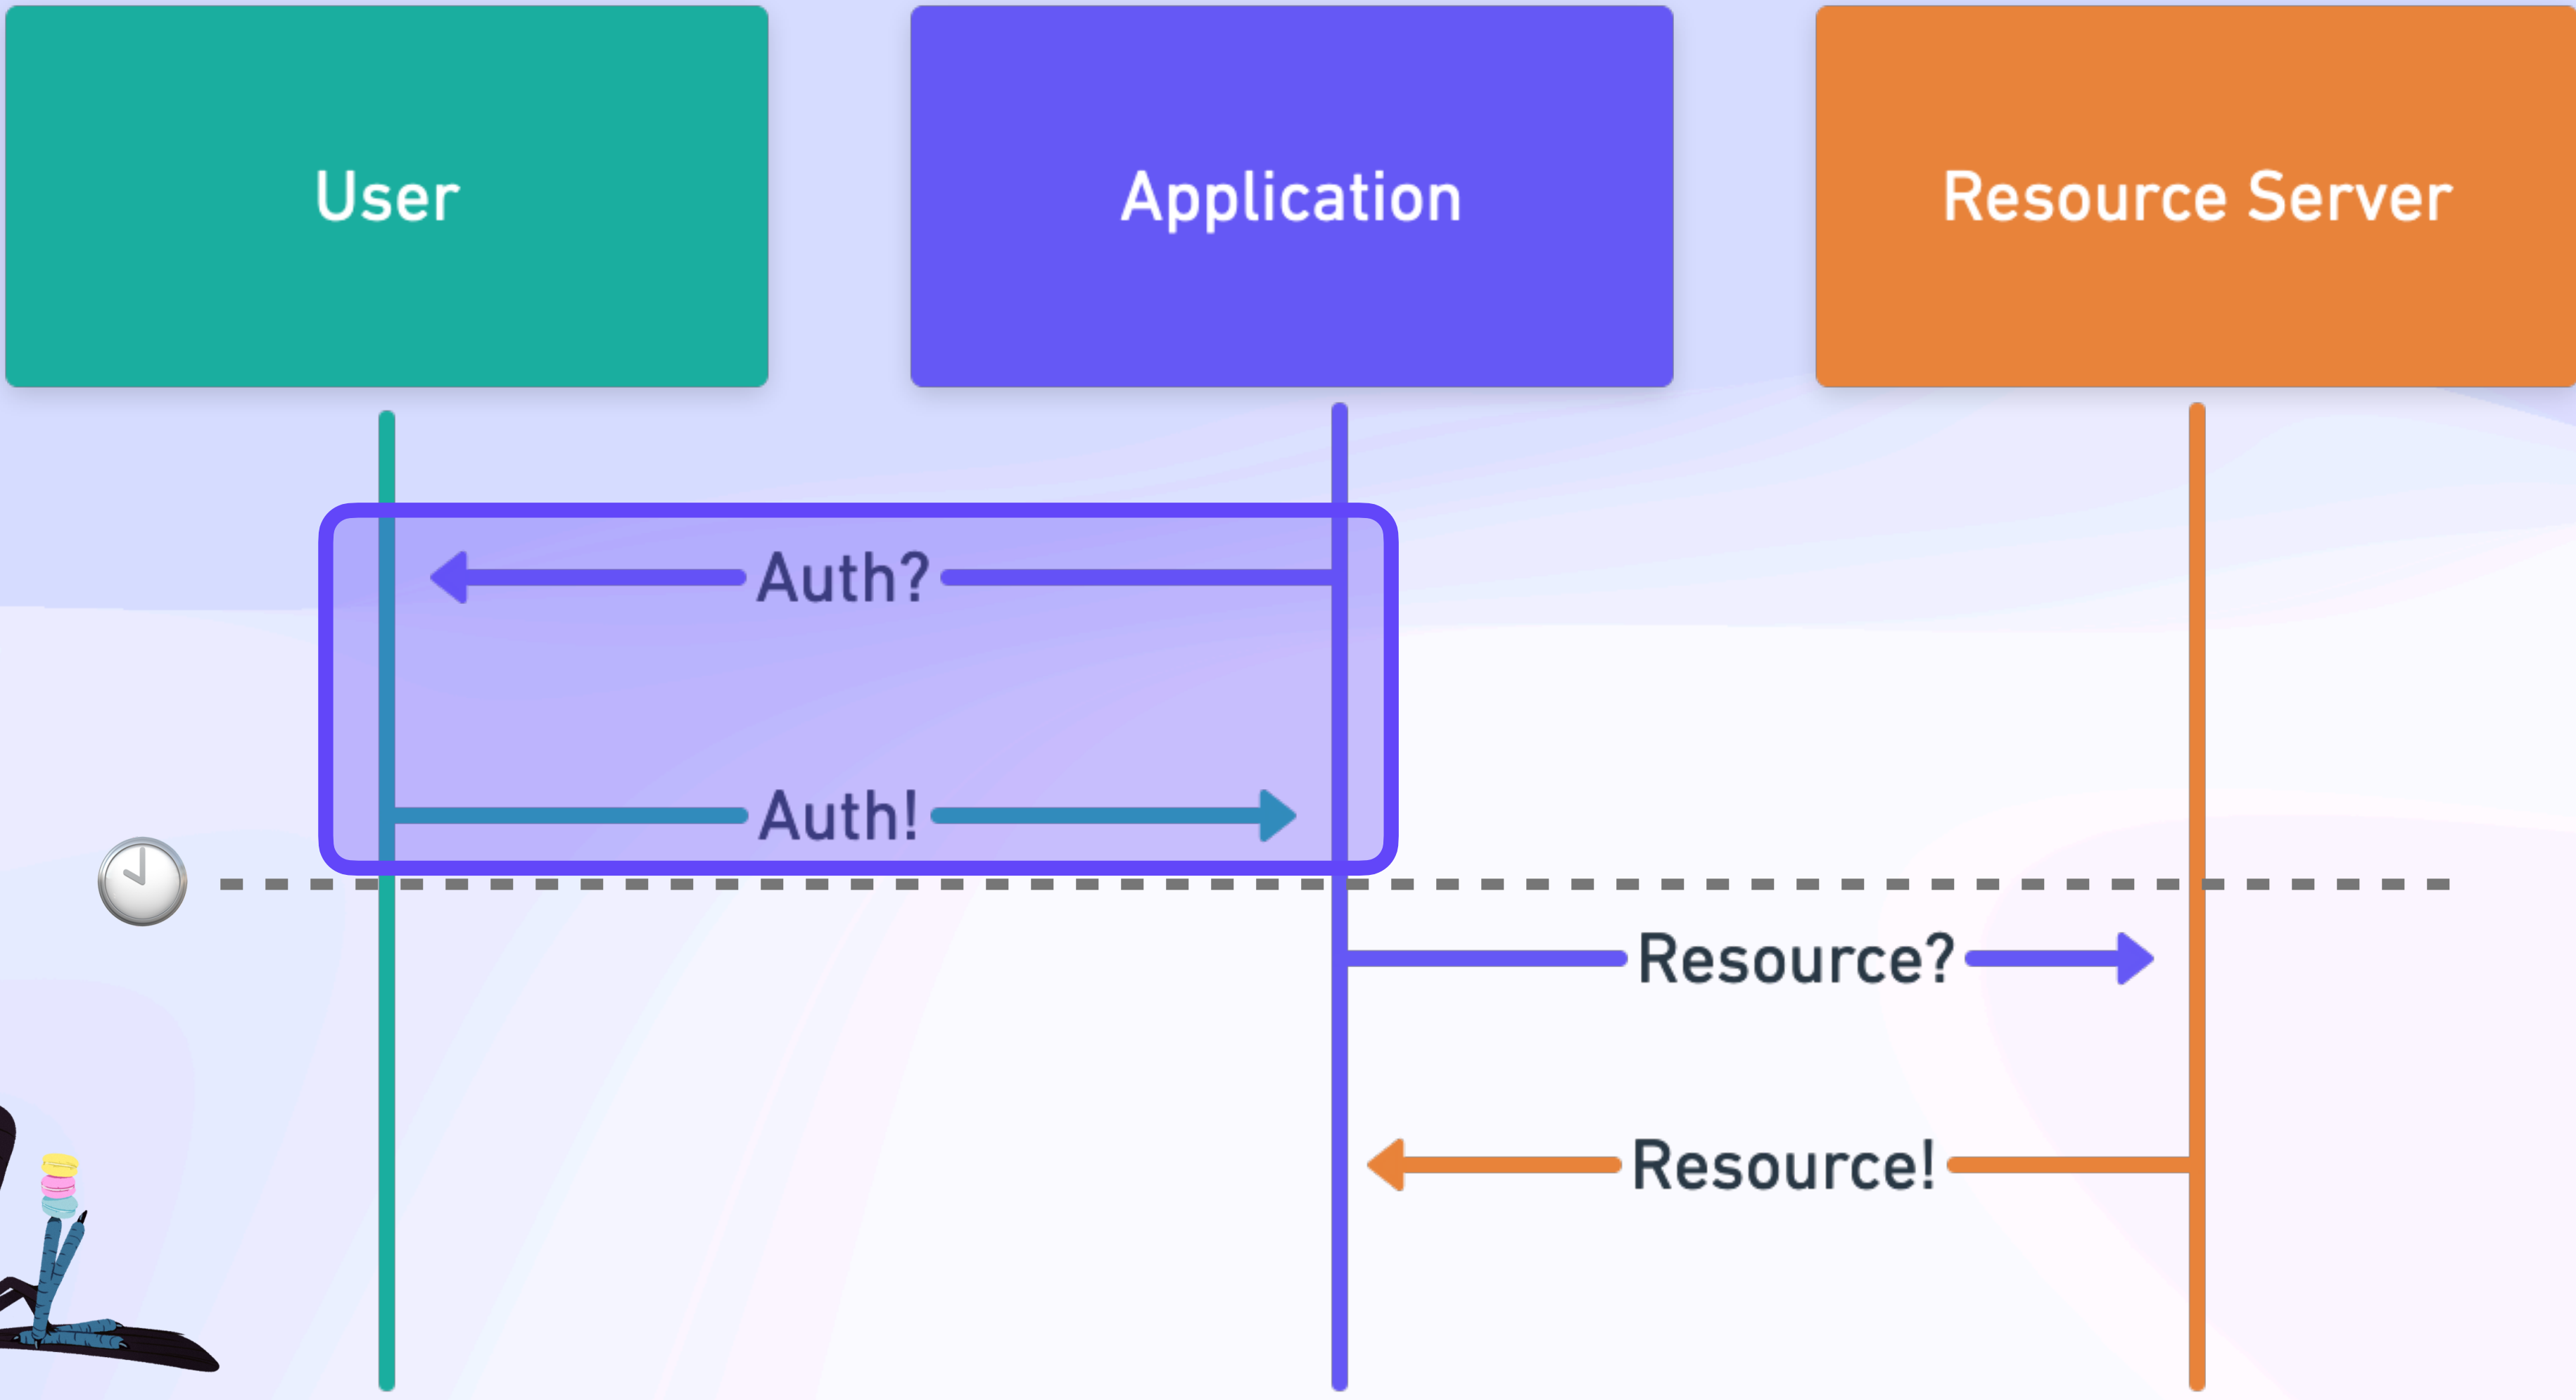 User
Application
Resource Server
Auth?
Auth!
Resource?
Resource!